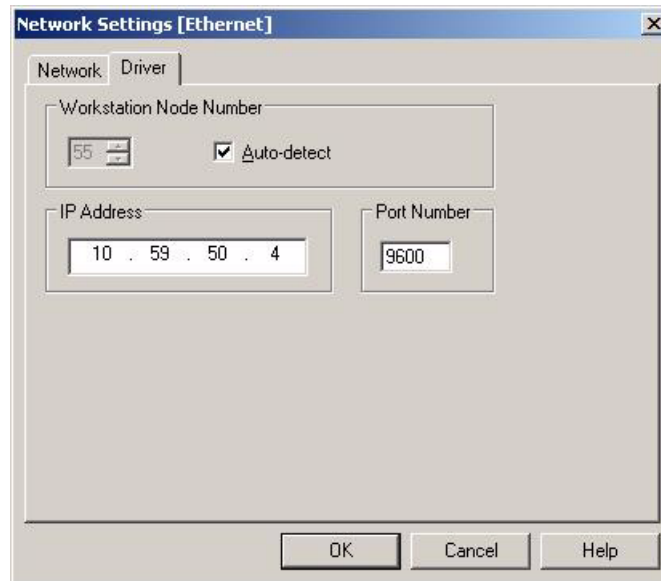 Network Settings [Ethernet]
Network Driver
Workstation Node Number
55 Auto-detect
IP Address Port Number
10 . 59 . 50 . 4 9600
OK Cancel Help